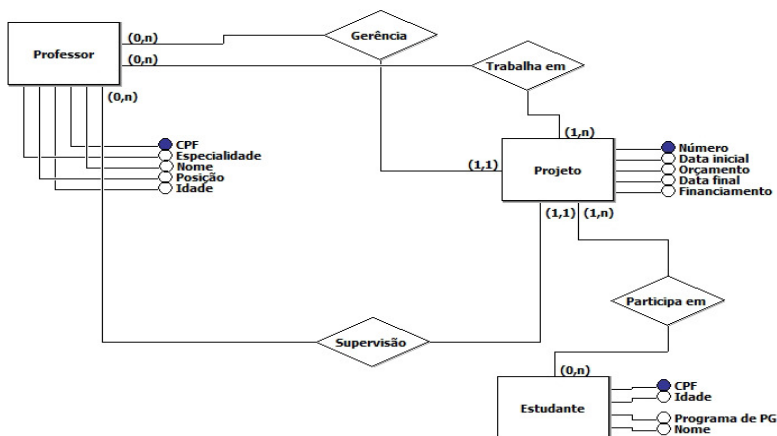 Professor
(0,n)
(0,n)
(0,n)
Gerência
Trabalha em
CPF
Especialidade
Nome
Posição
Idade
(1,n)
(1,1)
Projeto
(1,1)
(1,n)
Número
Data inicial
Orçamento
Data final
Financiamento
Participa em
Supervisão
(0,n)
Estudante
CPF
Idade
Programa de PG
Nome